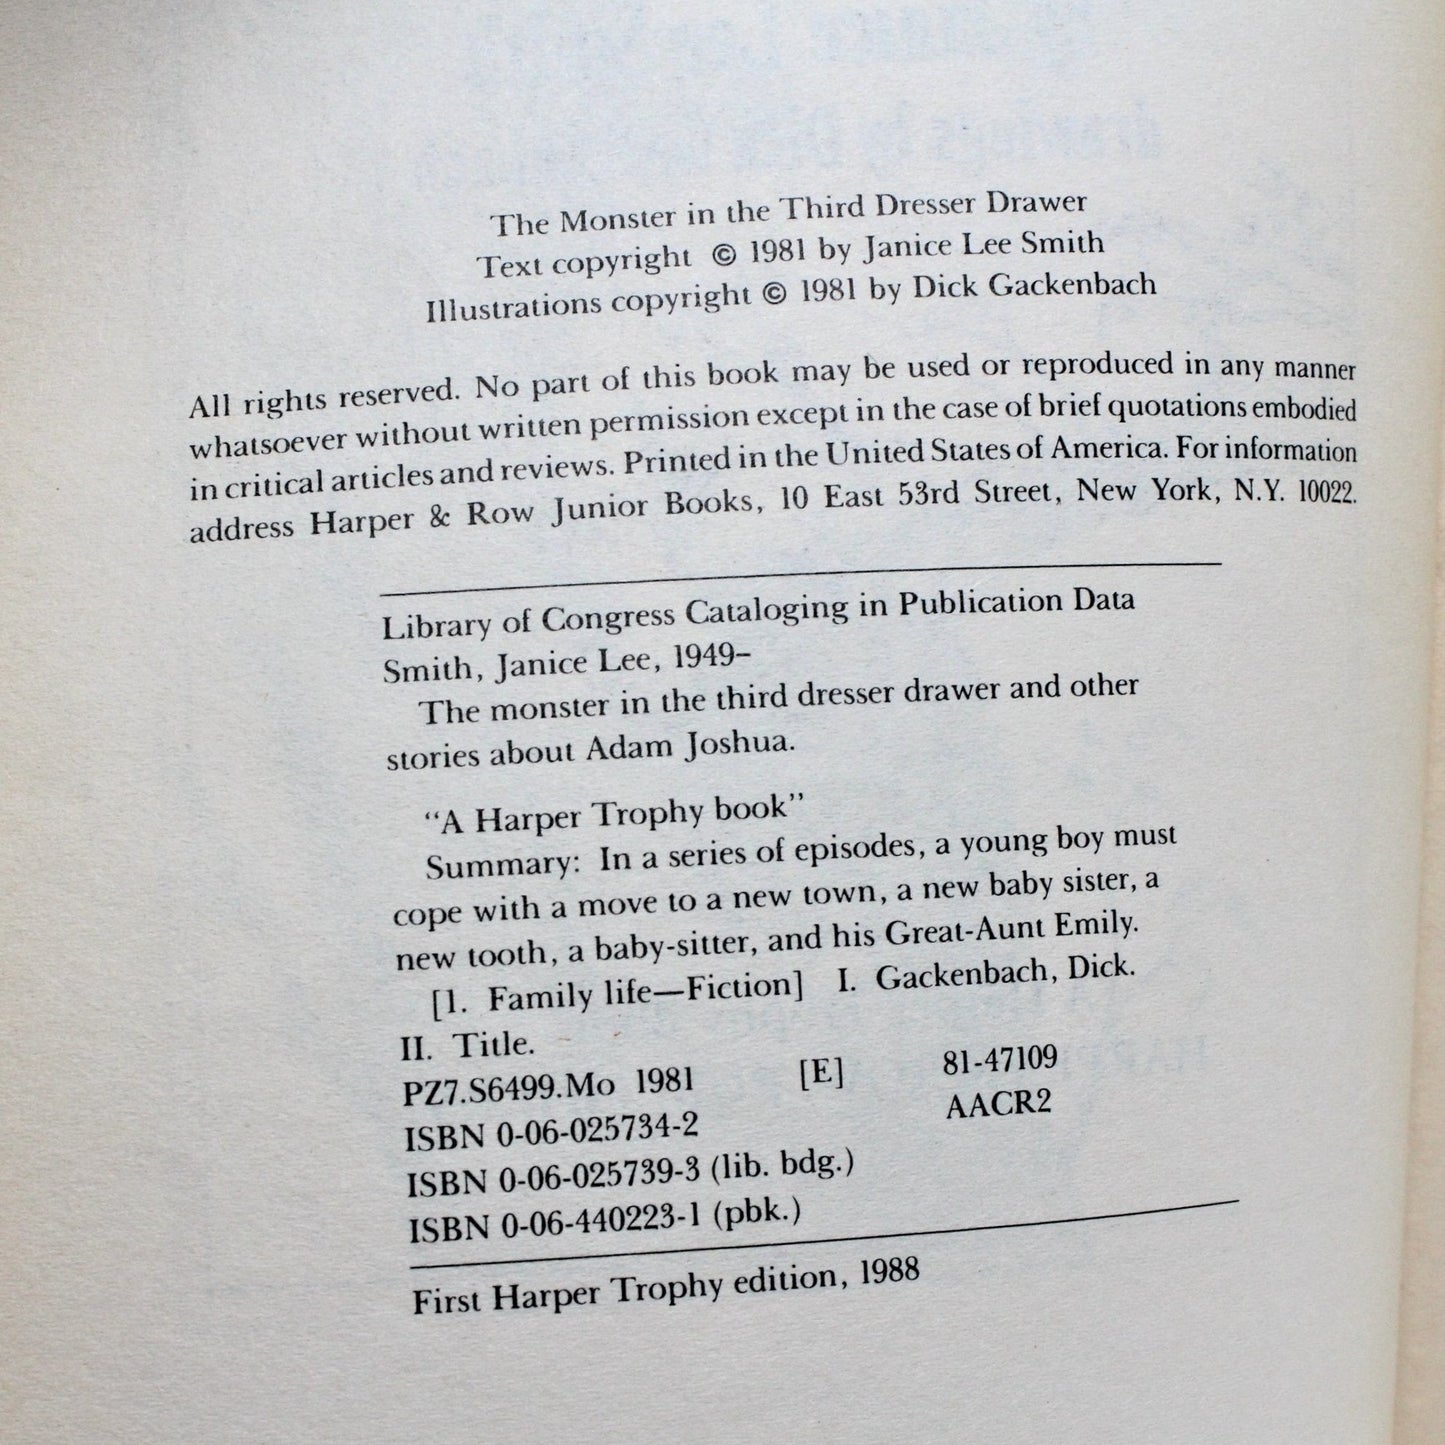 The Monster in the Third Dresser Drawer
Text copyright © 1981 by Janice Lee Smith
Illustrations copyright © 1981 by Dick Gackenbach
All rights reserved. No part of this book may be used or reproduced in any manner
whatsoever without written permission except in the case of brief quotations embodied
in critical articles and reviews. Printed in the United States of America. For information
address Harper & Row Junior Books, 10 East 53rd Street, New York, N.Y. 10022.
Library of Congress Cataloging in Publication Data
Smith, Janice Lee, 1949–
The monster in the third dresser drawer and other
stories about Adam Joshua.
“A Harper Trophy book”
Summary: In a series of episodes, a young boy must
cope with a move to a new town, a new baby sister, a
new tooth, a baby-sitter, and his Great-Aunt Emily.
[1. Family life—Fiction] I. Gackenbach, Dick.
II. Title.
PZ7.S6499.Mo 1981 [E] 81-47109
ISBN 0-06-025734-2 AACR2
ISBN 0-06-025739-3 (lib. bdg.)
ISBN 0-06-440223-1 (pbk.)
First Harper Trophy edition, 1988